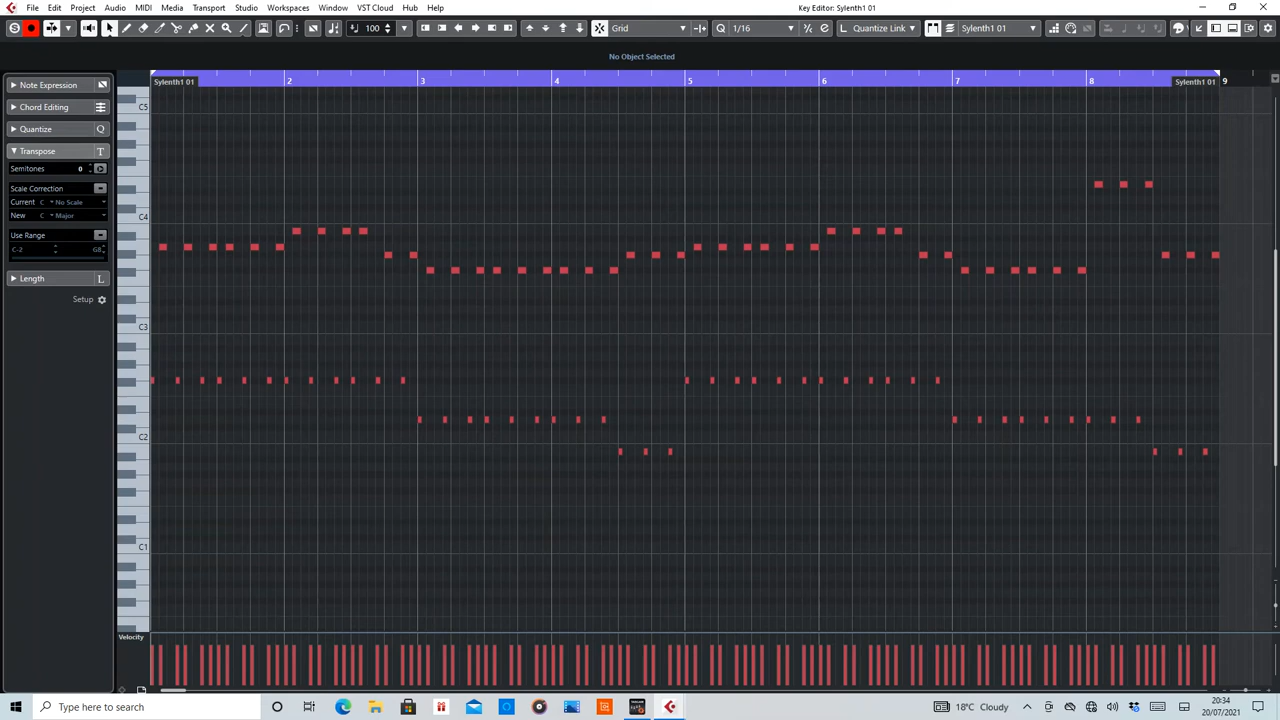 File Edit Project Audio MIDI Media Transport Studio Workspaces Window VST Cloud Hub Help
Key Editor: Sylenth1 01
100 Grid 1/16 Quantize Link Sylenth1 01
No Object Selected
Note Expression
Chord Editing
Quantize Q
Transpose T
Semitones 0
Scale Correction
Current C No Scale
New C Major
Use Range
C-2 G8
Length L
Setup
Sylenth1 01 2 3 4 5 6 7 8 Sylenth1 01 9
C5
C4
C3
C2
C1
Velocity
Type here to search
18°C Cloudy
20:34
20/07/2021